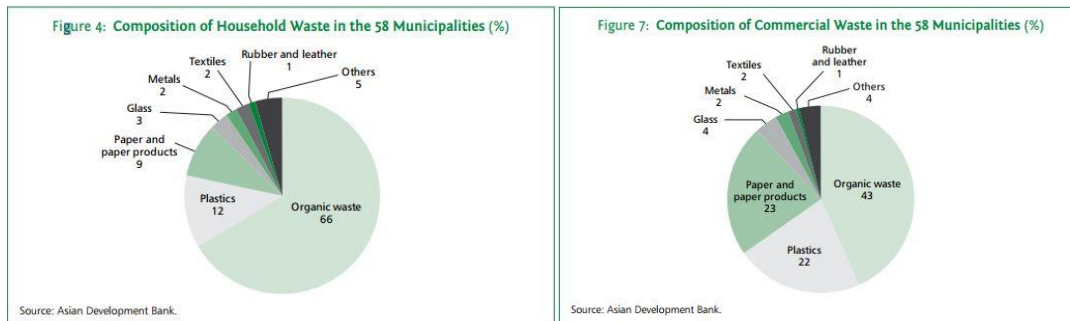 Figure 4: Composition of Household Waste in the 58 Municipalities (%)
Rubber and leather
1
Textiles
2
Others
5
Metals
2
Glass
3
Paper and
paper products
9
Plastics
12
Organic waste
66
Source: Asian Development Bank.
Figure 7: Composition of Commercial Waste in the 58 Municipalities (%)
Rubber
and leather
1
Textiles
2
Others
4
Metals
2
Glass
4
Paper and
paper products
23
Organic waste
43
Plastics
22
Source: Asian Development Bank.